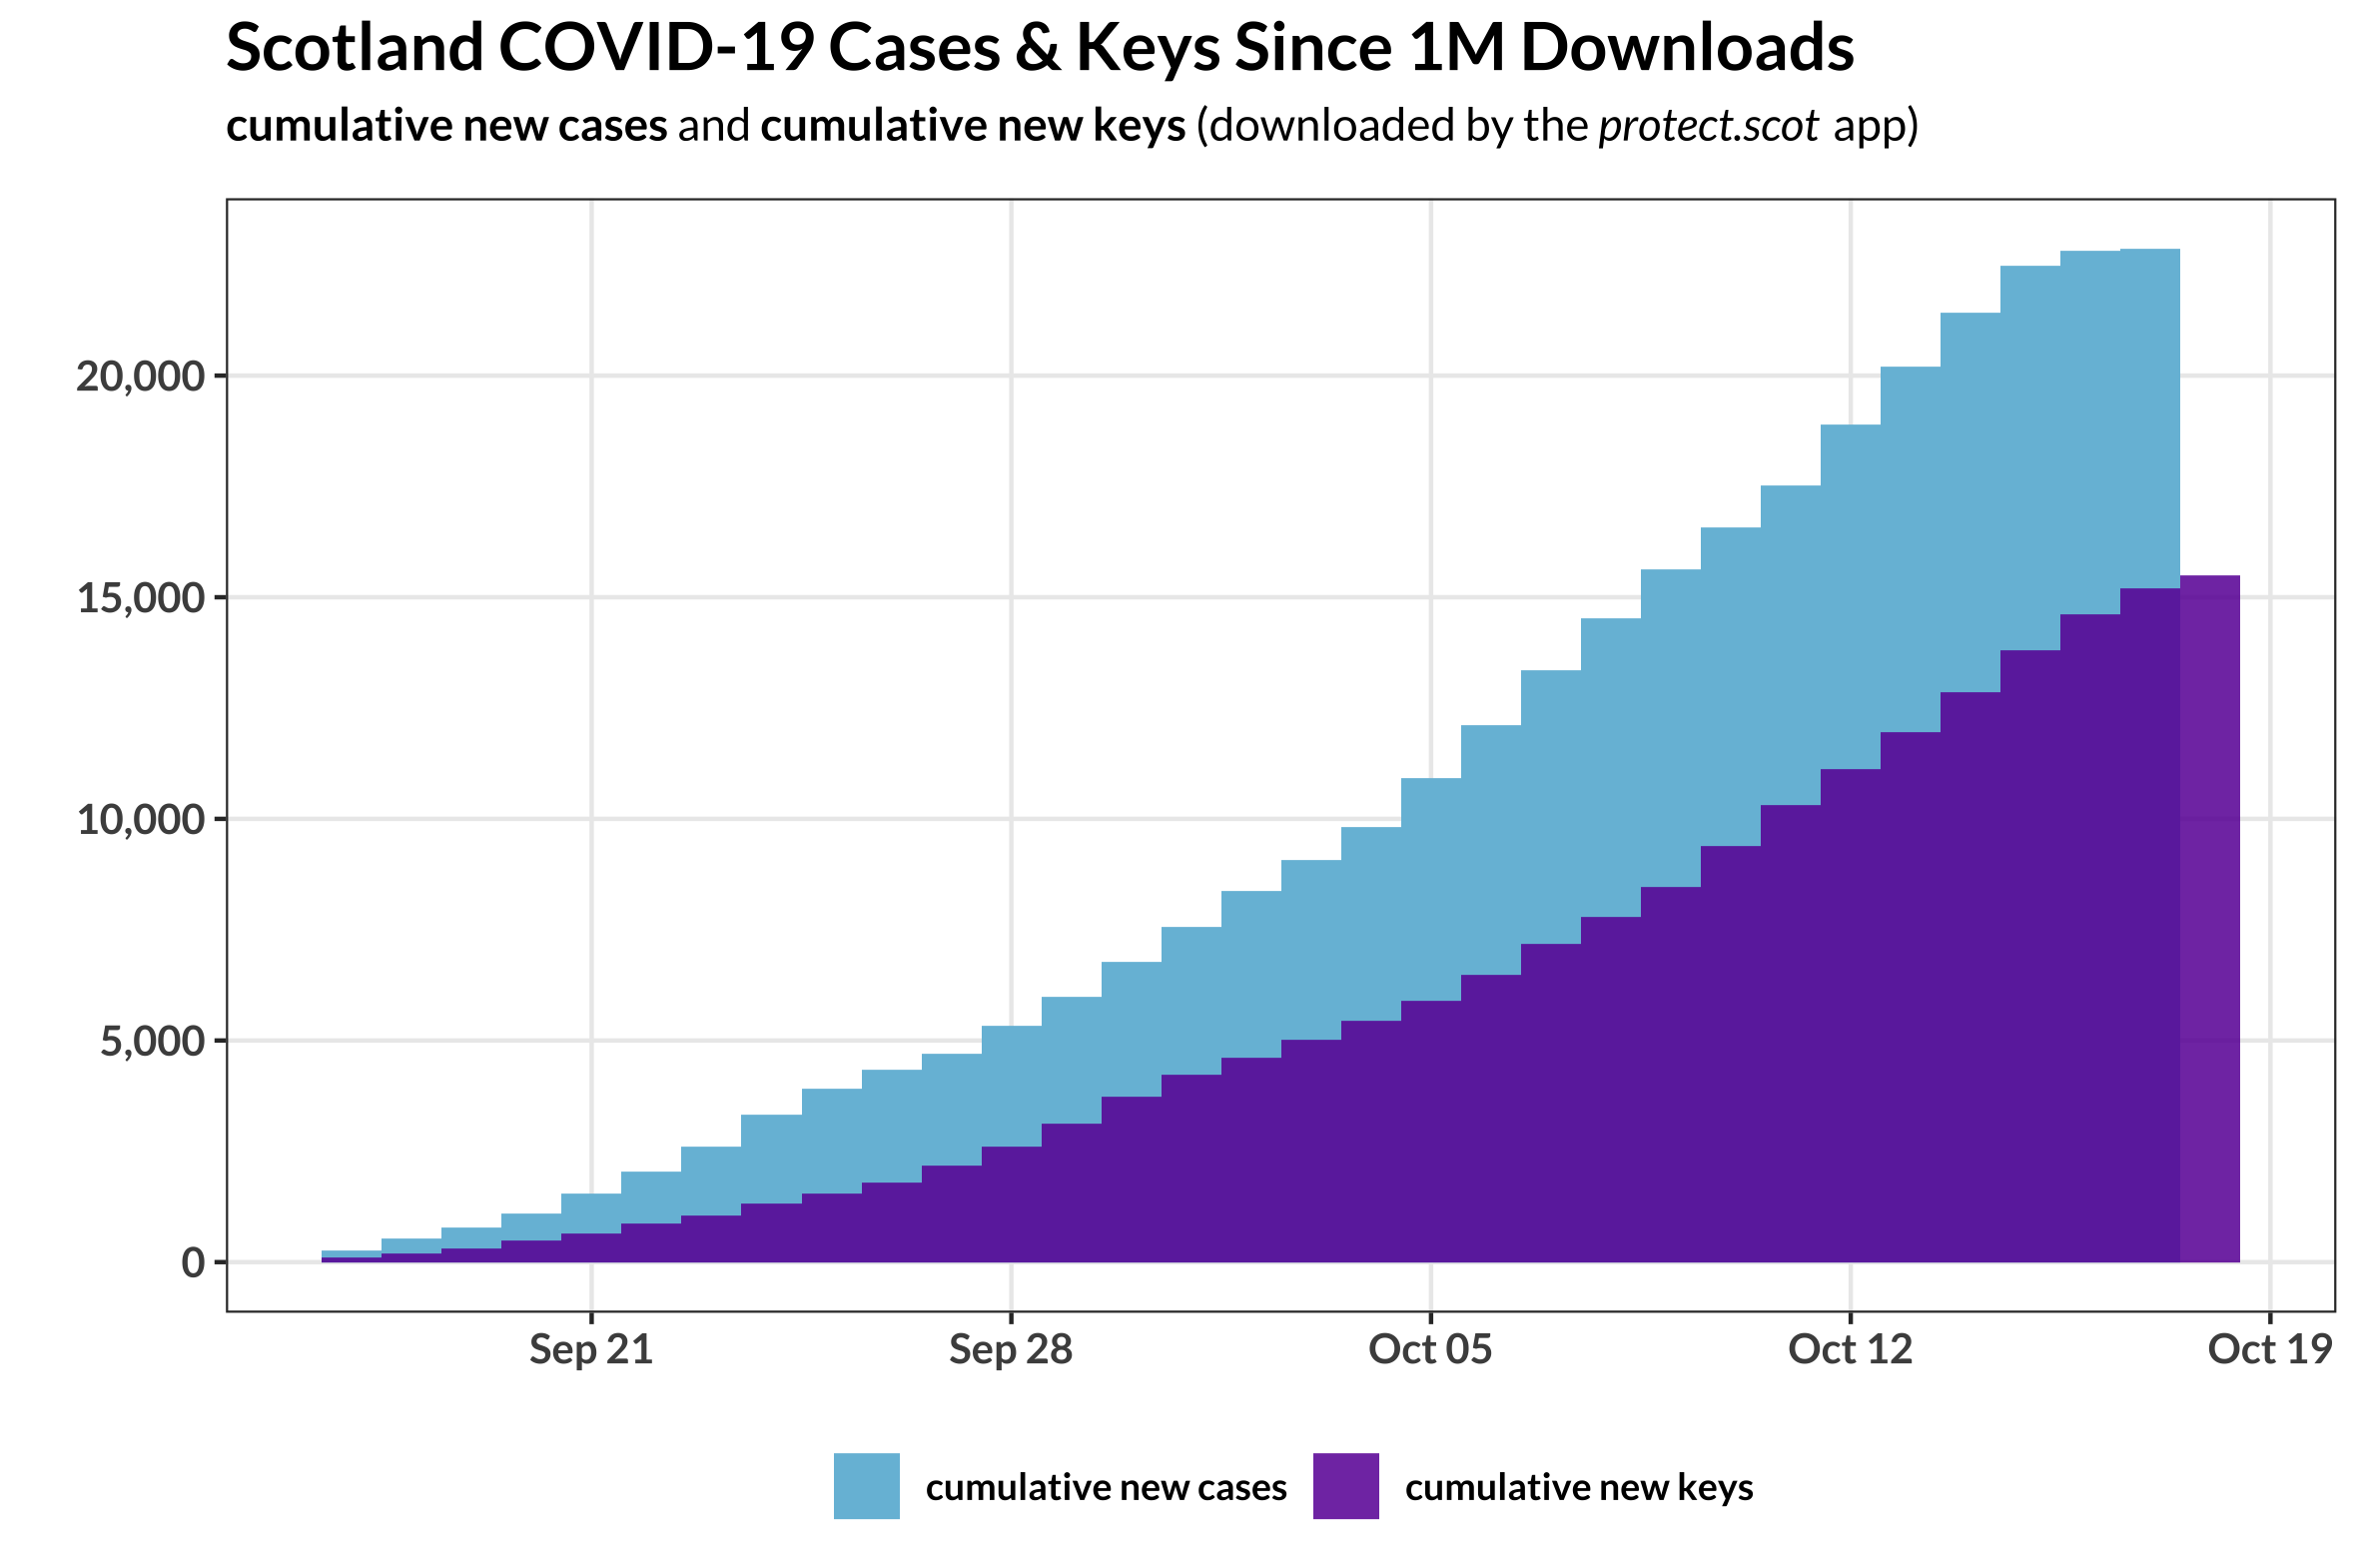 Scotland COVID-19 Cases & Keys Since 1M Downloads
cumulative new cases and cumulative new keys (downloaded by the protect.scot app)
20,000
15,000
10,000
5,000
0
Sep 21 Sep 28 Oct 05 Oct 12 Oct 19
cumulative new cases cumulative new keys